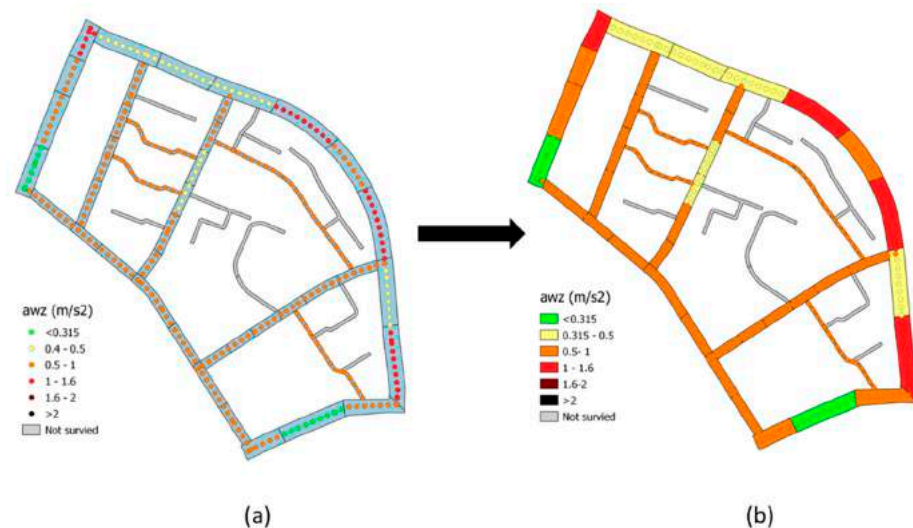 awz (m/s2)
<0.315
0.4 - 0.5
0.5 - 1
1 - 1.6
1.6 - 2
>2
Not survied
(a)
awz (m/s2)
<0.315
0.315 - 0.5
0.5- 1
1 - 1.6
1.6-2
>2
Not survied
(b)